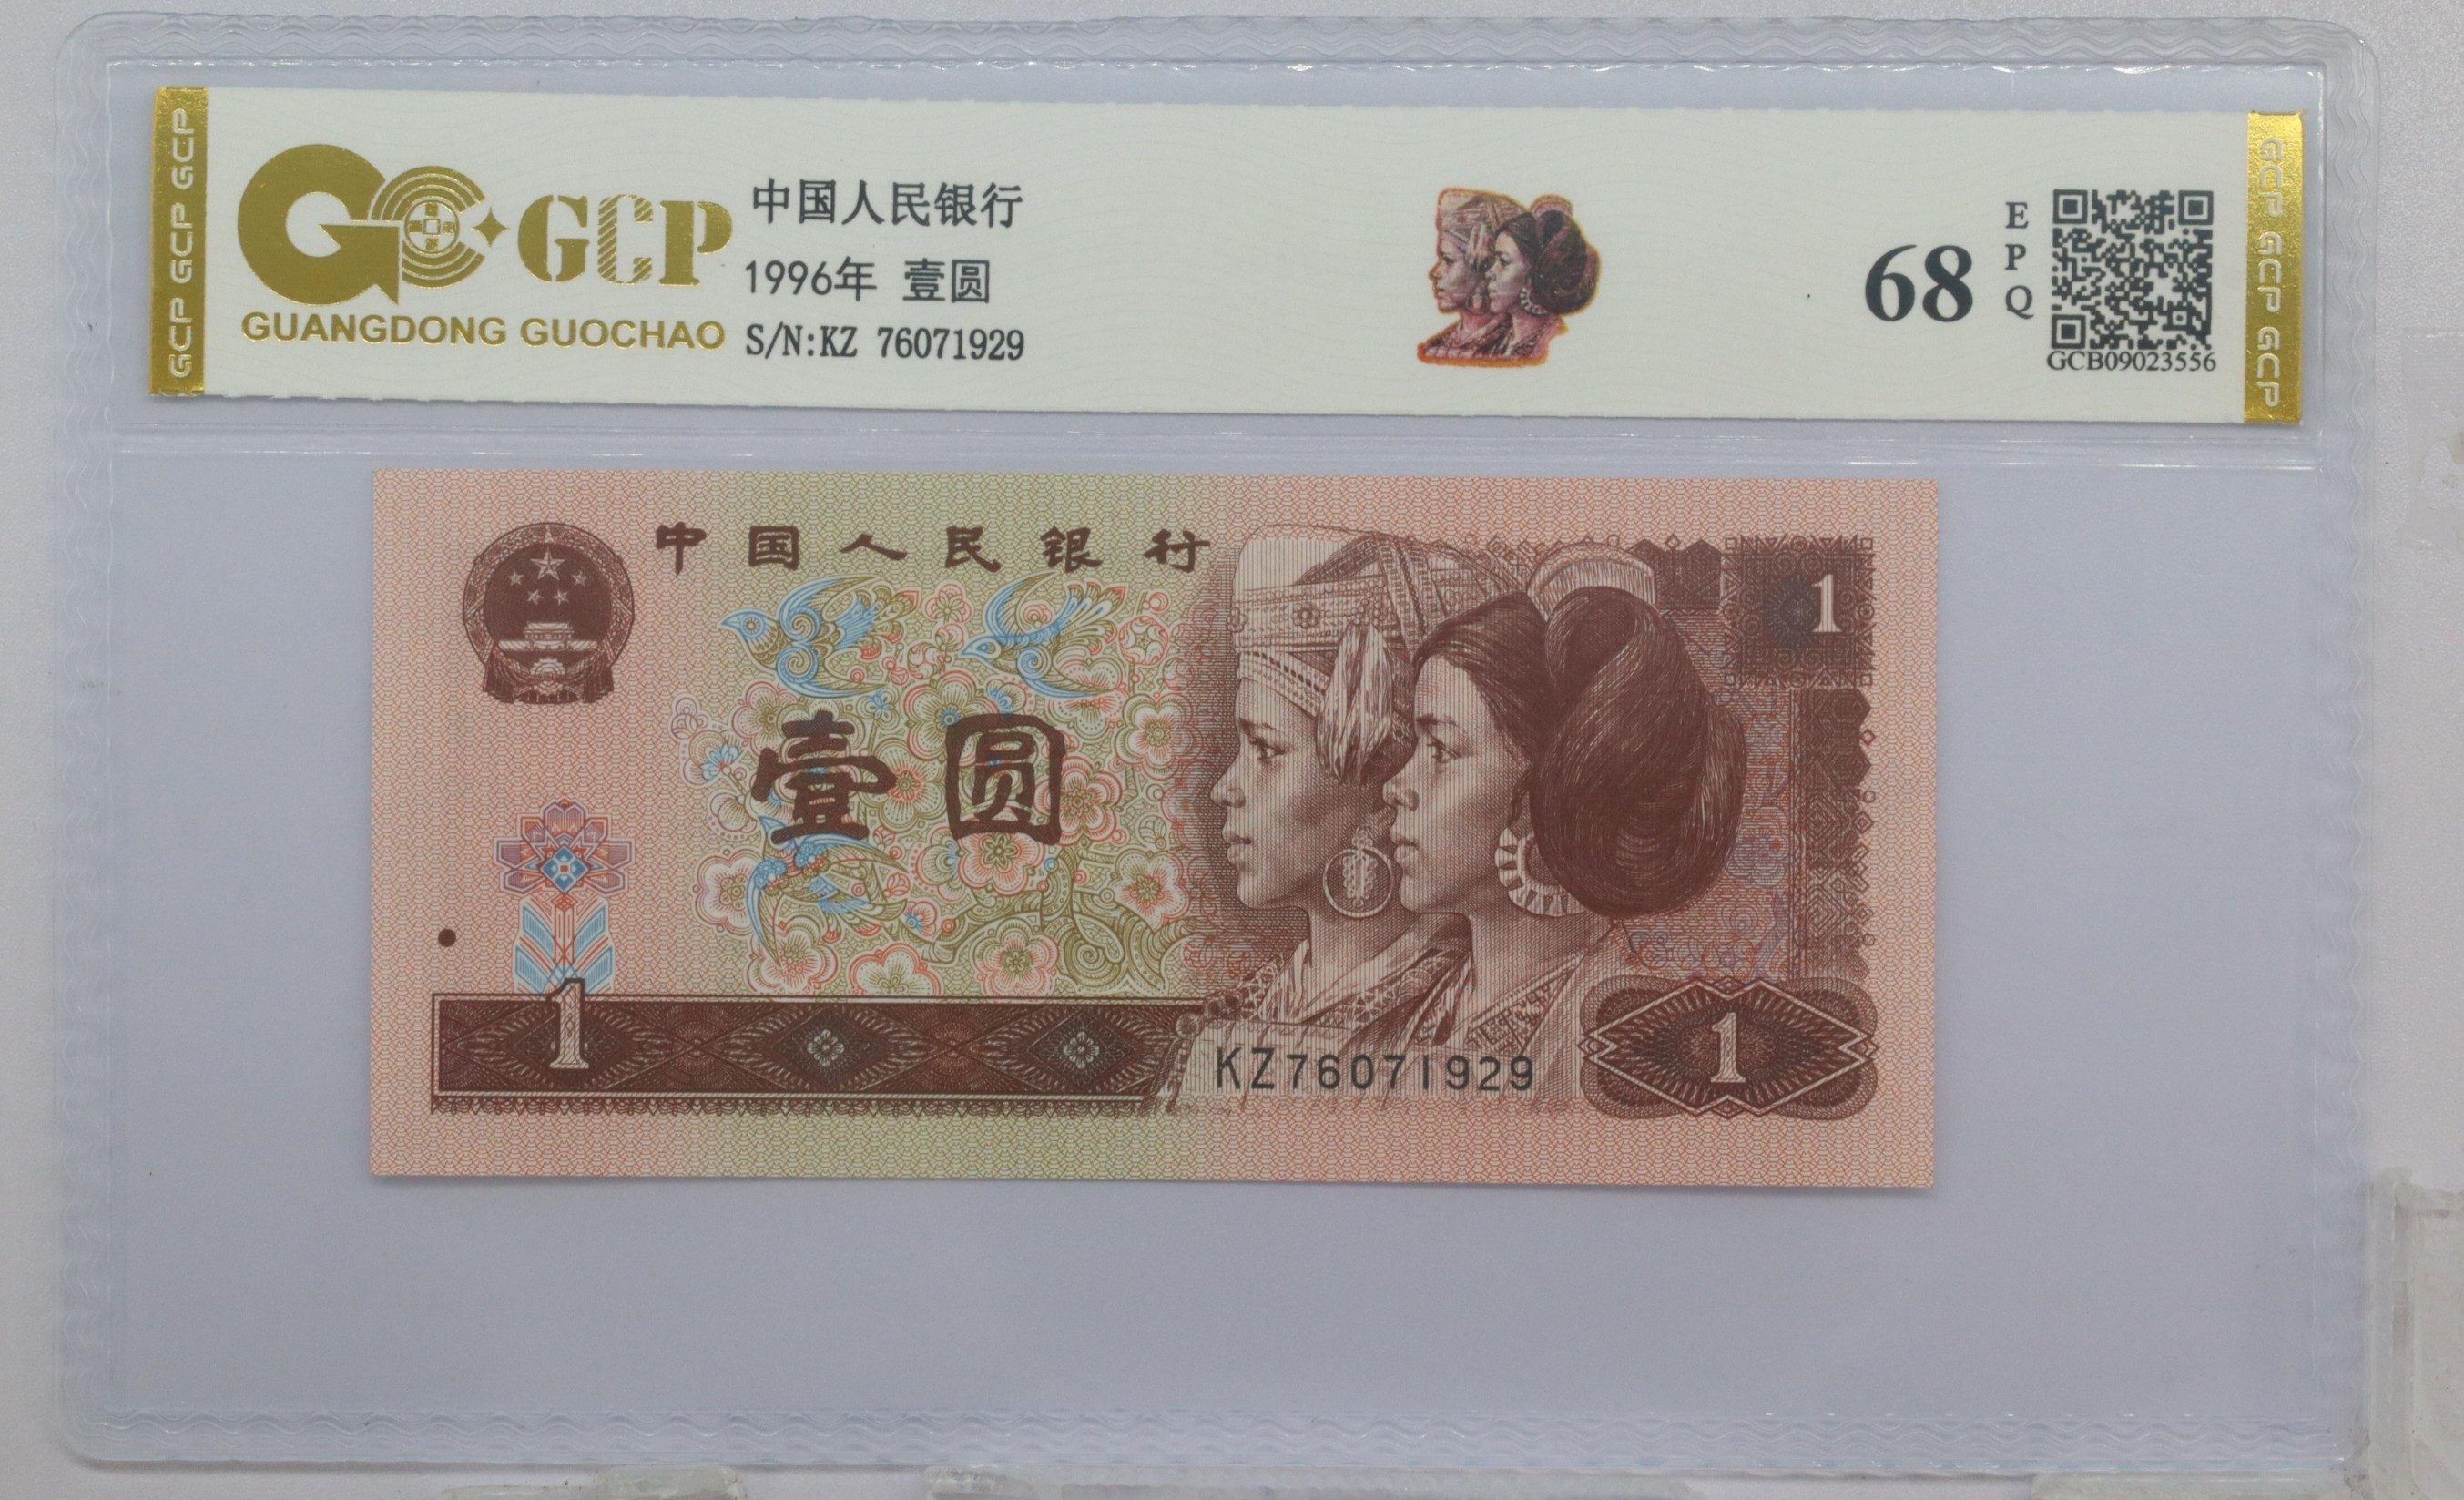 GCP GCP GCP
GCP
GUANGDONG GUOCHAO
中国人民银行
1996年 壹圆
S/N:KZ 76071929
68
EPQ
GCB09023556
GCP GCP GCP
中国人民银行
1
壹圆
1
KZ76071929
1